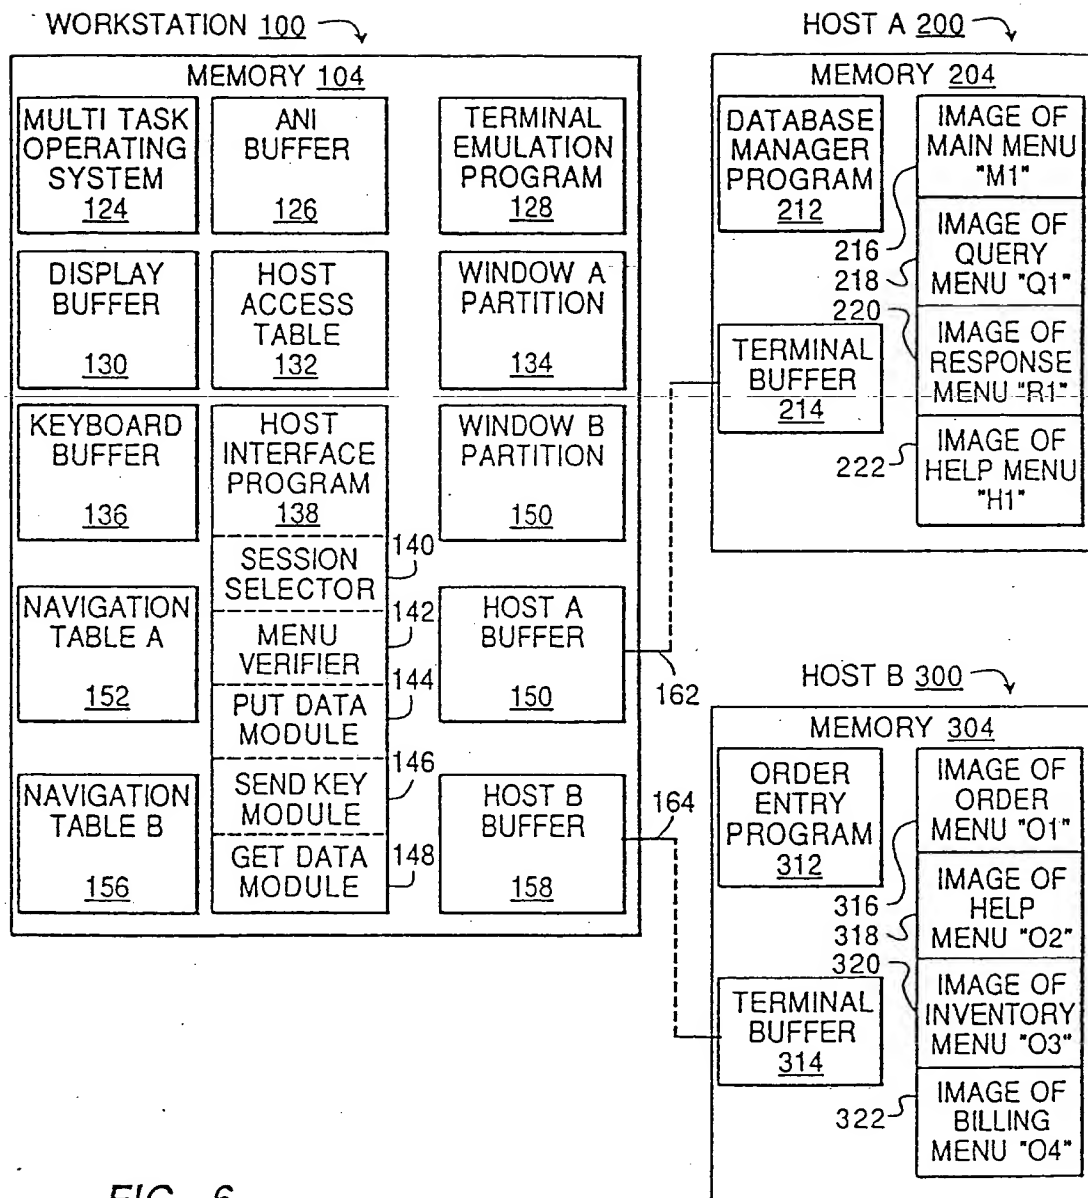 WORKSTATION 100
MEMORY 104
MULTI TASK
OPERATING
SYSTEM
124
ANI
BUFFER
126
TERMINAL
EMULATION
PROGRAM
128
DISPLAY
BUFFER
130
HOST
ACCESS
TABLE
132
WINDOW A
PARTITION
134
KEYBOARD
BUFFER
136
HOST
INTERFACE
PROGRAM
138
SESSION
SELECTOR
140
MENU
VERIFIER
142
PUT DATA
MODULE
144
SEND KEY
MODULE
146
GET DATA
MODULE
148
WINDOW B
PARTITION
150
NAVIGATION
TABLE A
152
HOST A
BUFFER
150
162
NAVIGATION
TABLE B
156
HOST B
BUFFER
158
164
HOST A 200
MEMORY 204
DATABASE
MANAGER
PROGRAM
212
IMAGE OF
MAIN MENU
"M1"
216
IMAGE OF
QUERY
MENU "Q1"
218
IMAGE OF
RESPONSE
MENU "R1"
220
IMAGE OF
HELP MENU
"H1"
222
TERMINAL
BUFFER
214
HOST B 300
MEMORY 304
ORDER
ENTRY
PROGRAM
312
IMAGE OF
ORDER
MENU "O1"
316
IMAGE OF
HELP
MENU "O2"
318
IMAGE OF
INVENTORY
MENU "O3"
320
IMAGE OF
BILLING
MENU "O4"
322
TERMINAL
BUFFER
314
FIG. 6